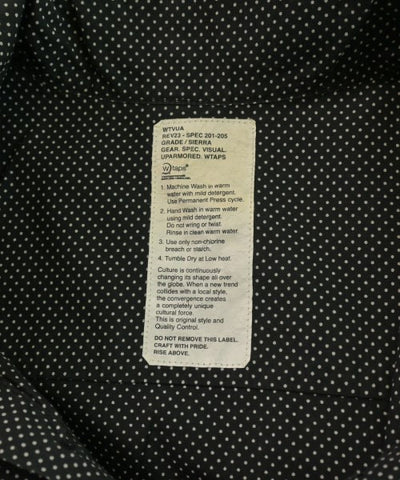 WTVUA
REV23 - SPEC 201-205
GRADE / SIERRA
GEAR. SPEC. VISUAL.
UPARMORED. WTAPS
W)taps®
1. Machine Wash in warm
water with mild detergent.
Use Permanent Press cycle.
2. Hand Wash in warm water
using mild detergent.
Do not wring or twist.
Rinse in clean warm water.
3. Use only non-chlorine
breach or starch.
4. Tumble Dry at Low heat.
Culture is continuously
changing its shape all over
the globe. When a new trend
collides with a local style,
the convergence creates
a completely unique
cultural force.
This is original style and
Quality Control.
DO NOT REMOVE THIS LABEL.
CRAFT WITH PRIDE.
RISE ABOVE.